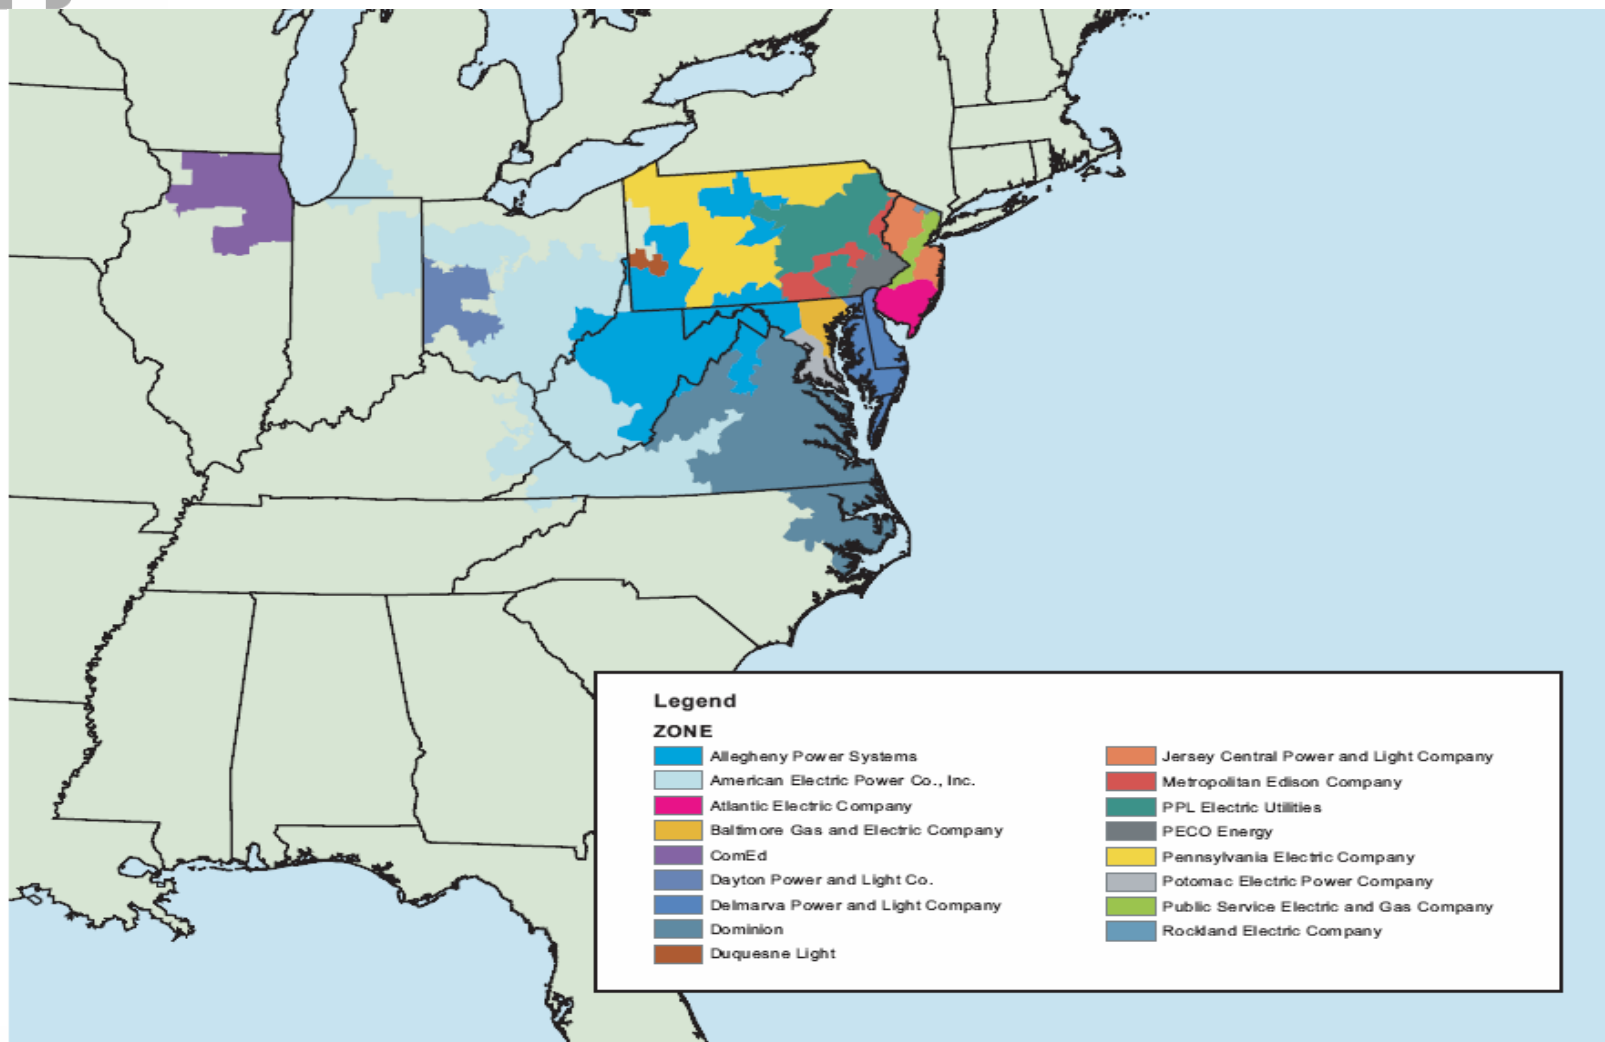 Legend
ZONE
Allegheny Power Systems
American Electric Power Co., Inc.
Atlantic Electric Company
Baltimore Gas and Electric Company
ComEd
Dayton Power and Light Co.
Delmarva Power and Light Company
Dominion
Duquesne Light
Jersey Central Power and Light Company
Metropolitan Edison Company
PPL Electric Utilities
PECO Energy
Pennsylvania Electric Company
Potomac Electric Power Company
Public Service Electric and Gas Company
Rockland Electric Company